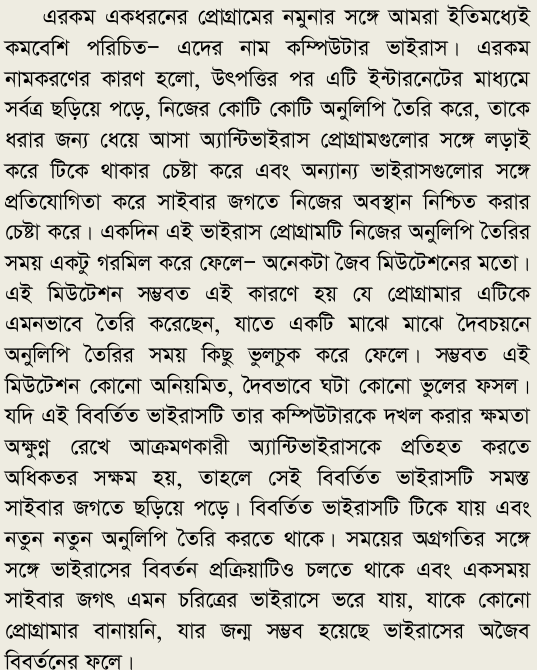 এরকম একধরনের প্রোগ্রামের নমুনার সঙ্গে আমরা ইতিমধ্যেই
কমবেশি পরিচিত– এদের নাম কম্পিউটার ভাইরাস। এরকম
নামকরণের কারণ হলো, উৎপত্তির পর এটি ইন্টারনেটের মাধ্যমে
সর্বত্র ছড়িয়ে পড়ে, নিজের কোটি কোটি অনুলিপি তৈরি করে, তাকে
ধরার জন্য ধেয়ে আসা অ্যান্টিভাইরাস প্রোগ্রামগুলোর সঙ্গে লড়াই
করে টিকে থাকার চেষ্টা করে এবং অন্যান্য ভাইরাসগুলোর সঙ্গে
প্রতিযোগিতা করে সাইবার জগতে নিজের অবস্থান নিশ্চিত করার
চেষ্টা করে। একদিন এই ভাইরাস প্রোগ্রামটি নিজের অনুলিপি তৈরির
সময় একটু গরমিল করে ফেলে– অনেকটা জৈব মিউটেশনের মতো।
এই মিউটেশন সম্ভবত এই কারণে হয় যে প্রোগ্রামার এটিকে
এমনভাবে তৈরি করেছেন, যাতে একটি মাঝে মাঝে দৈবচয়নে
অনুলিপি তৈরির সময় কিছু ভুলচুক করে ফেলে। সম্ভবত এই
মিউটেশন কোনো অনিয়মিত, দৈবভাবে ঘটা কোনো ভুলের ফসল।
যদি এই বিবর্তিত ভাইরাসটি তার কম্পিউটারকে দখল করার ক্ষমতা
অক্ষুণ্ণ রেখে আক্রমণকারী অ্যান্টিভাইরাসকে প্রতিহত করতে
অধিকতর সক্ষম হয়, তাহলে সেই বিবর্তিত ভাইরাসটি সমস্ত
সাইবার জগতে ছড়িয়ে পড়ে। বিবর্তিত ভাইরাসটি টিকে যায় এবং
নতুন নতুন অনুলিপি তৈরি করতে থাকে। সময়ের অগ্রগতির সঙ্গে
সঙ্গে ভাইরাসের বিবর্তন প্রক্রিয়াটিও চলতে থাকে এবং একসময়
সাইবার জগৎ এমন চরিত্রের ভাইরাসে ভরে যায়, যাকে কোনো
প্রোগ্রামার বানায়নি, যার জন্ম সম্ভব হয়েছে ভাইরাসের অজৈব
বিবর্তনের ফলে।